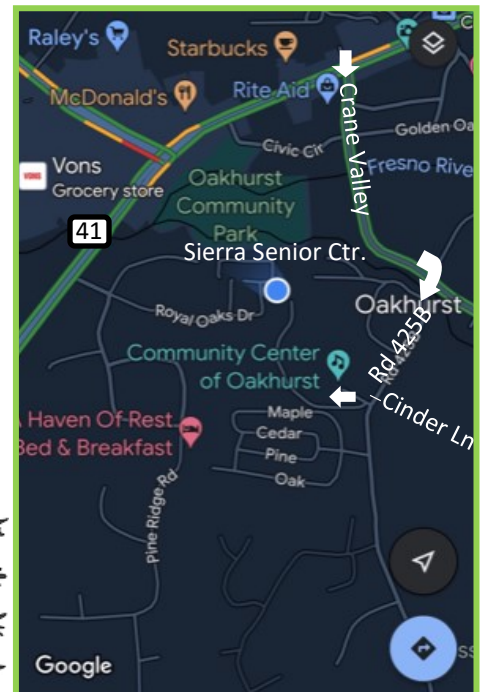 Raley's
Starbucks
McDonald's
Rite Aid
Crane Valley
Civic Cir
Golden Oa
Vons
Grocery store
VONS
Oakhurst
Community
Park
Fresno Rive
41
Sierra Senior Ctr.
Royal Oaks Dr
Oakhurst
Rd 425B
Rd 425B
Community Center
of Oakhurst
Cinder Ln
A Haven Of Rest
Bed & Breakfast
Maple
Cedar
Pine
Oak
Pine Ridge Rd
Google